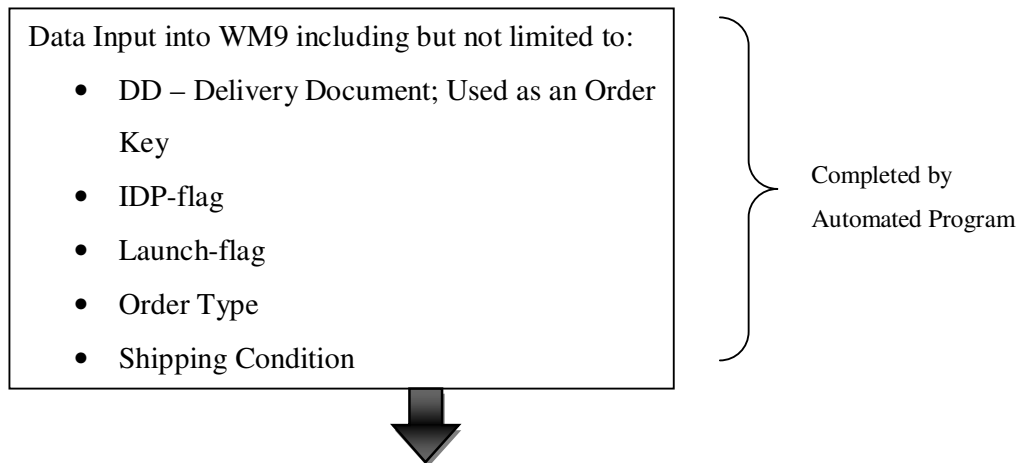 Data Input into WM9 including but not limited to:
• DD – Delivery Document; Used as an Order
Key
• IDP-flag
• Launch-flag
• Order Type
• Shipping Condition
Completed by
Automated Program